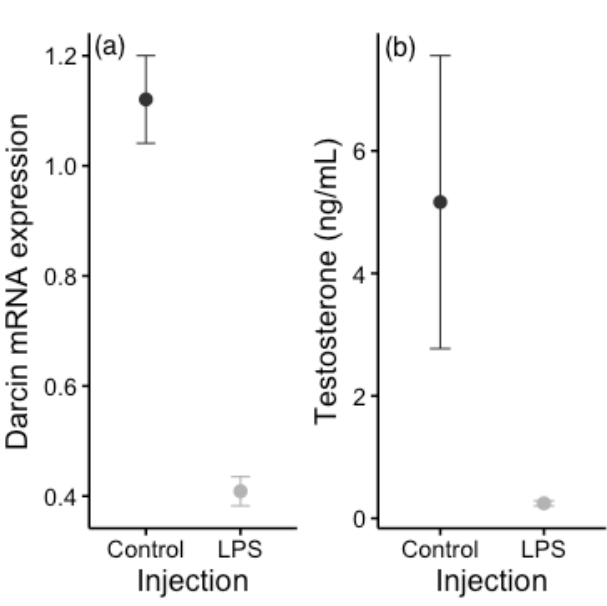 (a)
Darcin mRNA expression
1.2
1.0
0.8
0.6
0.4
Control LPS
Injection
(b)
Testosterone (ng/mL)
6
4
2
0
Control LPS
Injection